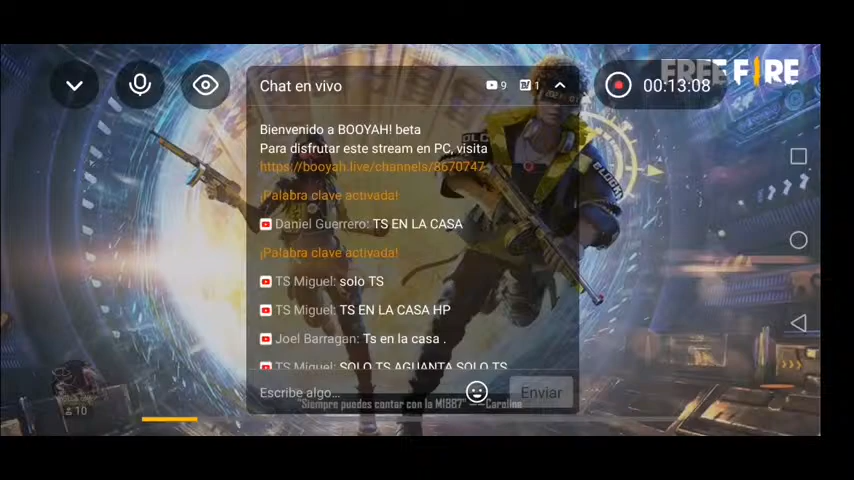 FREE FIRE
Chat en vivo
9
1
00:13:08
Bienvenido a BOOYAH! beta
Para disfrutar este stream en PC, visita
https://booyah.live/channels/8670747
¡Palabra clave activada!
Daniel Guerrero: TS EN LA CASA
¡Palabra clave activada!
TS Miguel: solo TS
TS Miguel: TS EN LA CASA HP
Joel Barragan: Ts en la casa .
TS Miguel: SOLO TS AGUANTA SOLO TS
Escribe algo...
Enviar
10
"Siempre puedes contar con la M1887" ——Caroline